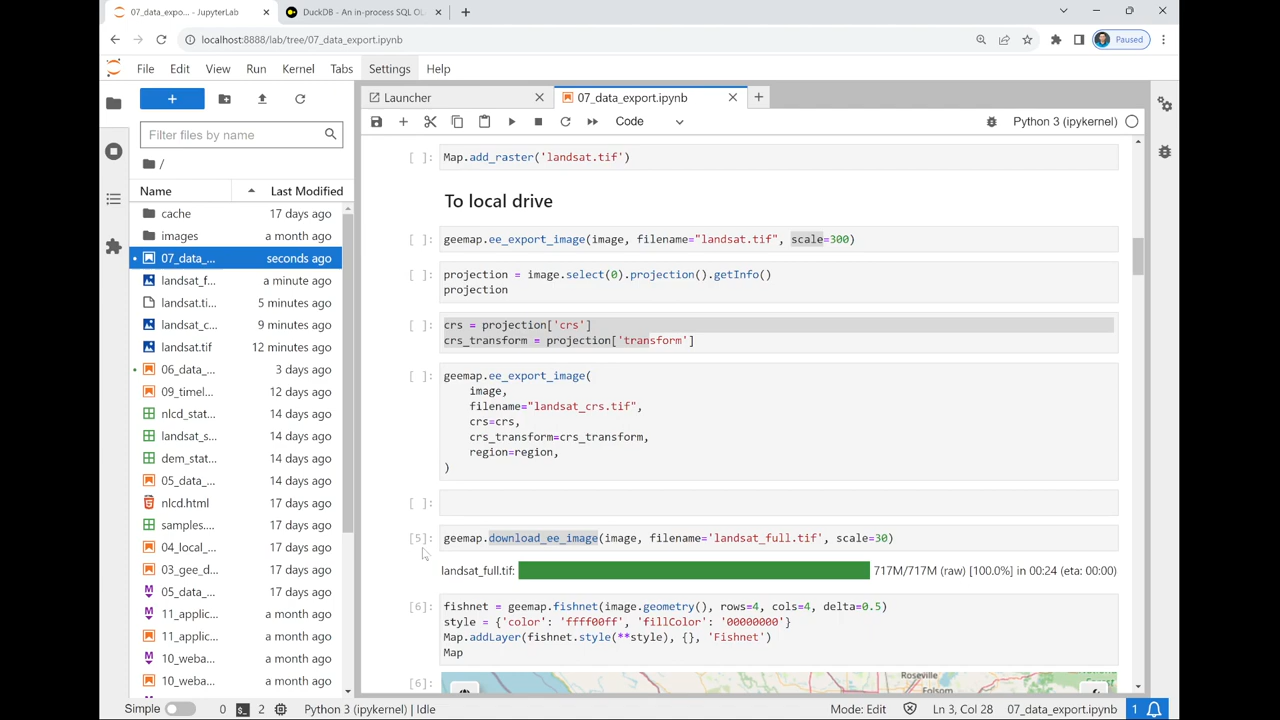 07_data_expo... - JupyterLab
DuckDB - An in-process SQL OL
localhost:8888/lab/tree/07_data_export.ipynb
Paused
File Edit View Run Kernel Tabs Settings Help
Filter files by name
/
Name Last Modified
cache 17 days ago
images a month ago
07_data_... seconds ago
landsat_f... a minute ago
landsat.ti... 5 minutes ago
landsat_c... 9 minutes ago
landsat.tif 12 minutes ago
06_data_... 3 days ago
09_timel... 12 days ago
nlcd_stat... 14 days ago
landsat_s... 14 days ago
dem_stat... 14 days ago
05_data_... 14 days ago
nlcd.html 17 days ago
samples.... 17 days ago
04_local_... 17 days ago
03_gee_d... 17 days ago
05_data_... 17 days ago
11_applic... a month ago
11_applic... a month ago
10_weba... a month ago
10_weba... a month ago
Launcher
07_data_export.ipynb
Code
Python 3 (ipykernel)
[ ]: Map.add_raster('landsat.tif')
To local drive
[ ]: geemap.ee_export_image(image, filename="landsat.tif", scale=300)
[ ]: projection = image.select(0).projection().getInfo()
projection
[ ]: crs = projection['crs']
crs_transform = projection['transform']
[ ]: geemap.ee_export_image(
image,
filename="landsat_crs.tif",
crs=crs,
crs_transform=crs_transform,
region=region,
)
[ ]:
[5]: geemap.download_ee_image(image, filename='landsat_full.tif', scale=30)
landsat_full.tif: 717M/717M (raw) [100.0%] in 00:24 (eta: 00:00)
[6]: fishnet = geemap.fishnet(image.geometry(), rows=4, cols=4, delta=0.5)
style = {'color': 'ffff00ff', 'fillColor': '00000000'}
Map.addLayer(fishnet.style(**style), {}, 'Fishnet')
Map
[6]:
Roseville
Folsom
Simple 0 2 Python 3 (ipykernel) | Idle Mode: Edit Ln 3, Col 28 07_data_export.ipynb 1